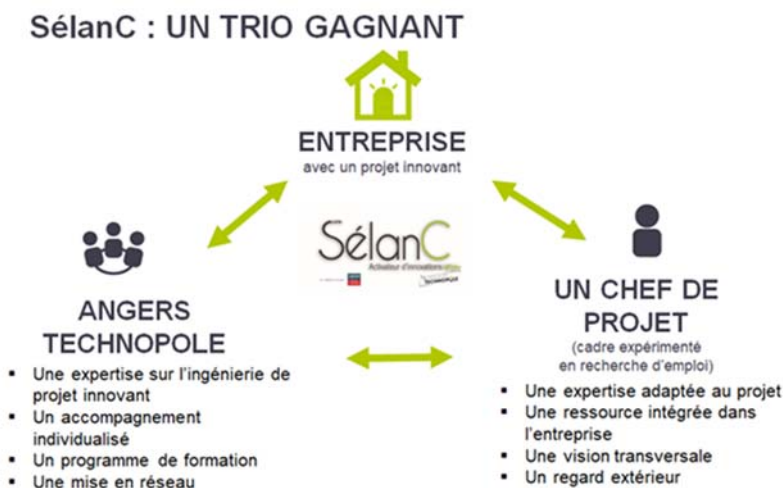 SélanC : UN TRIO GAGNANT
ENTREPRISE
avec un projet innovant
SélanC
Activateur d'innovations
ANGERS
TECHNOPOLE
▪ Une expertise sur l'ingénierie de
projet innovant
▪ Un accompagnement
individualisé
▪ Un programme de formation
▪ Une mise en réseau
UN CHEF DE
PROJET
(cadre expérimenté
en recherche d'emploi)
▪ Une expertise adaptée au projet
▪ Une ressource intégrée dans
l'entreprise
▪ Une vision transversale
▪ Un regard extérieur